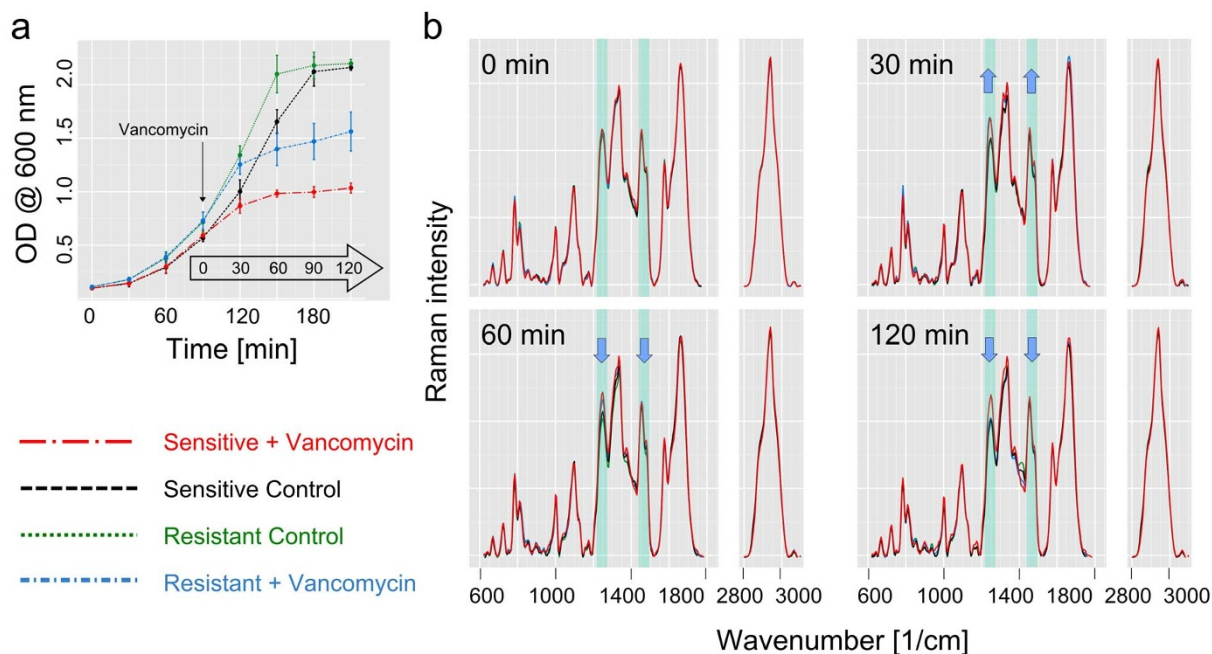 a
OD @ 600 nm
2.0
1.5
1.0
0.5
Vancomycin
0 30 60 90 120
0 60 120 180
Time [min]
Sensitive + Vancomycin
Sensitive Control
Resistant Control
Resistant + Vancomycin
b
Raman intensity
0 min
30 min
60 min
120 min
600 1000 1400 1800 2800 3000
600 1000 1400 1800 2800 3000
Wavenumber [1/cm]